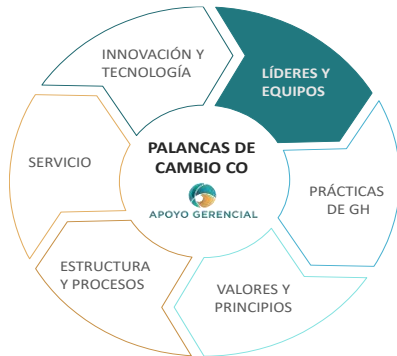 INNOVACIÓN Y
TECNOLOGÍA
LÍDERES Y
EQUIPOS
PRÁCTICAS
DE GH
VALORES Y
PRINCIPIOS
ESTRUCTURA
Y PROCESOS
SERVICIO
PALANCAS DE
CAMBIO CO
APOYO GERENCIAL